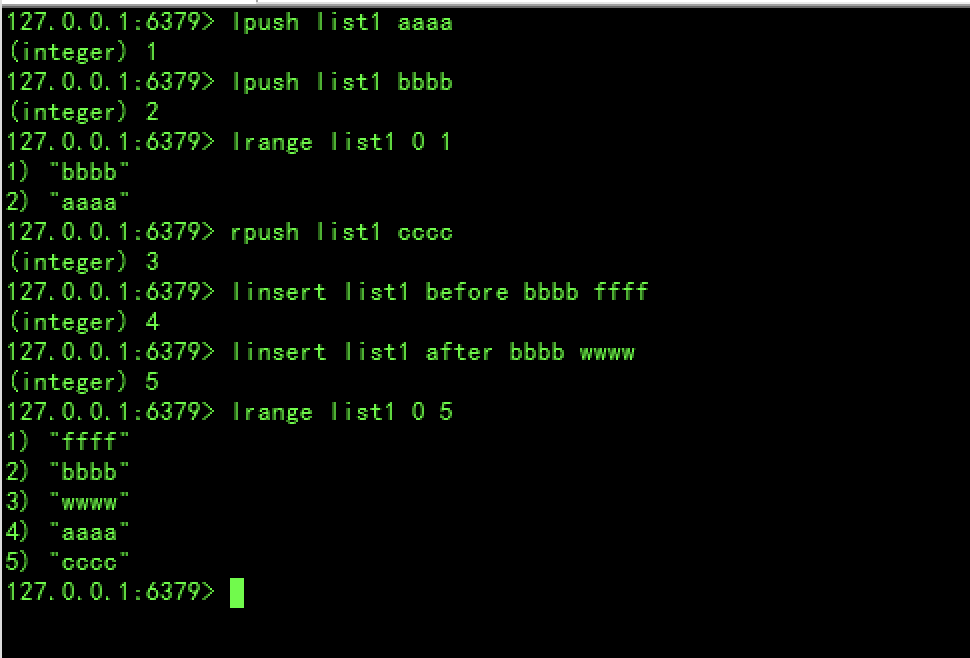 127.0.0.1:6379> lpush list1 aaaa
(integer) 1
127.0.0.1:6379> lpush list1 bbbb
(integer) 2
127.0.0.1:6379> lrange list1 0 1
1) "bbbb"
2) "aaaa"
127.0.0.1:6379> rpush list1 cccc
(integer) 3
127.0.0.1:6379> linsert list1 before bbbb ffff
(integer) 4
127.0.0.1:6379> linsert list1 after bbbb wwww
(integer) 5
127.0.0.1:6379> lrange list1 0 5
1) "ffff"
2) "bbbb"
3) "wwww"
4) "aaaa"
5) "cccc"
127.0.0.1:6379>